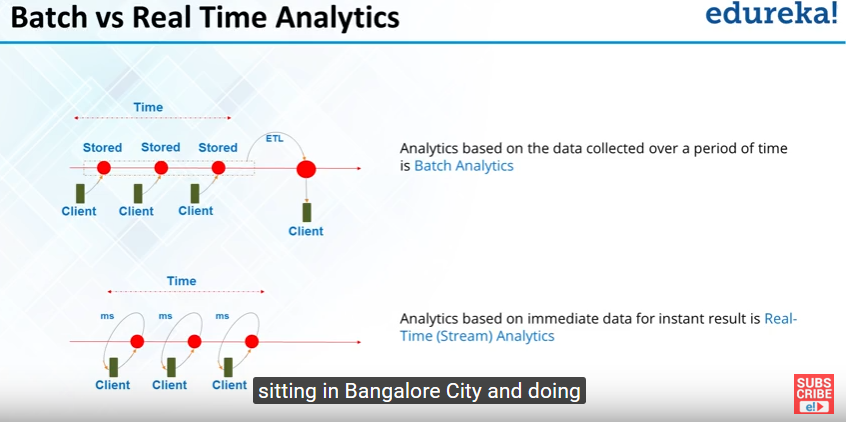 Batch vs Real Time Analytics
edureka!
Time
Stored Stored Stored
ETL
Client Client Client
Client
Analytics based on the data collected over a period of time
is Batch Analytics
Time
ms ms ms
Client Client Client
Analytics based on immediate data for instant result is Real-
Time (Stream) Analytics
sitting in Bangalore City and doing
SUBS
CRIBE
e!